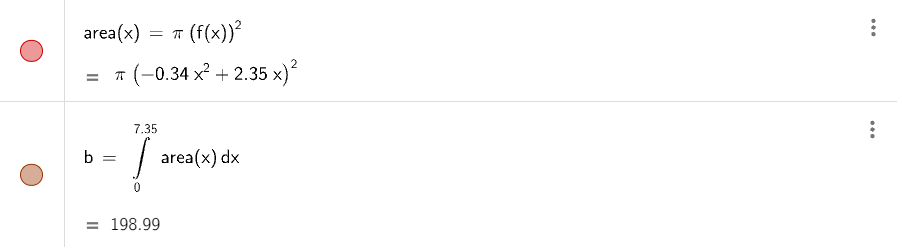 area(x) = π (f(x))²
= π (−0.34 x² + 2.35 x)²
7.35
b = ∫ area(x) dx
0
= 198.99